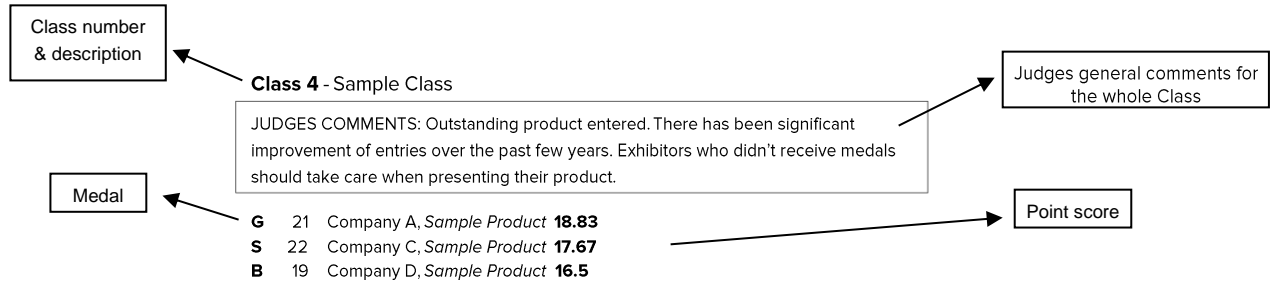 Class number
& description
Class 4 - Sample Class
Judges general comments for
the whole Class
JUDGES COMMENTS: Outstanding product entered. There has been significant
improvement of entries over the past few years. Exhibitors who didn’t receive medals
should take care when presenting their product.
Medal
Point score
G 21 Company A, Sample Product 18.83
S 22 Company C, Sample Product 17.67
B 19 Company D, Sample Product 16.5